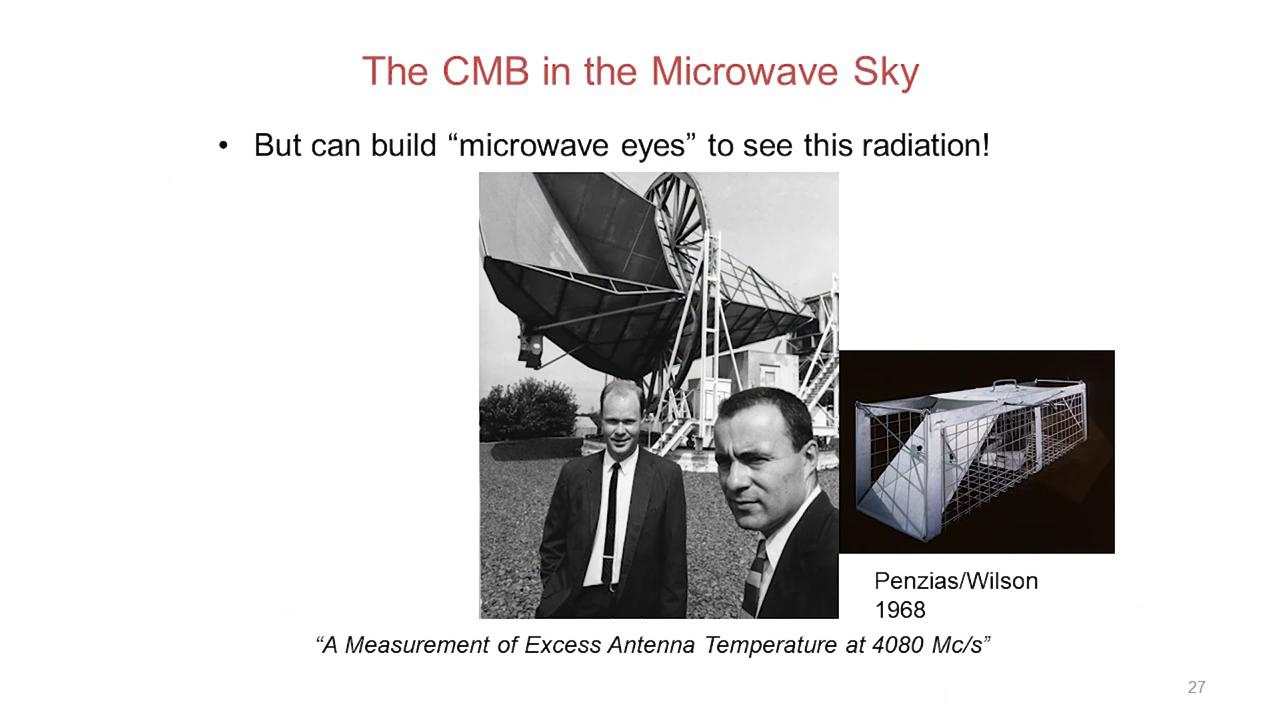 The CMB in the Microwave Sky
• But can build “microwave eyes” to see this radiation!
Penzias/Wilson
1968
“A Measurement of Excess Antenna Temperature at 4080 Mc/s”
27